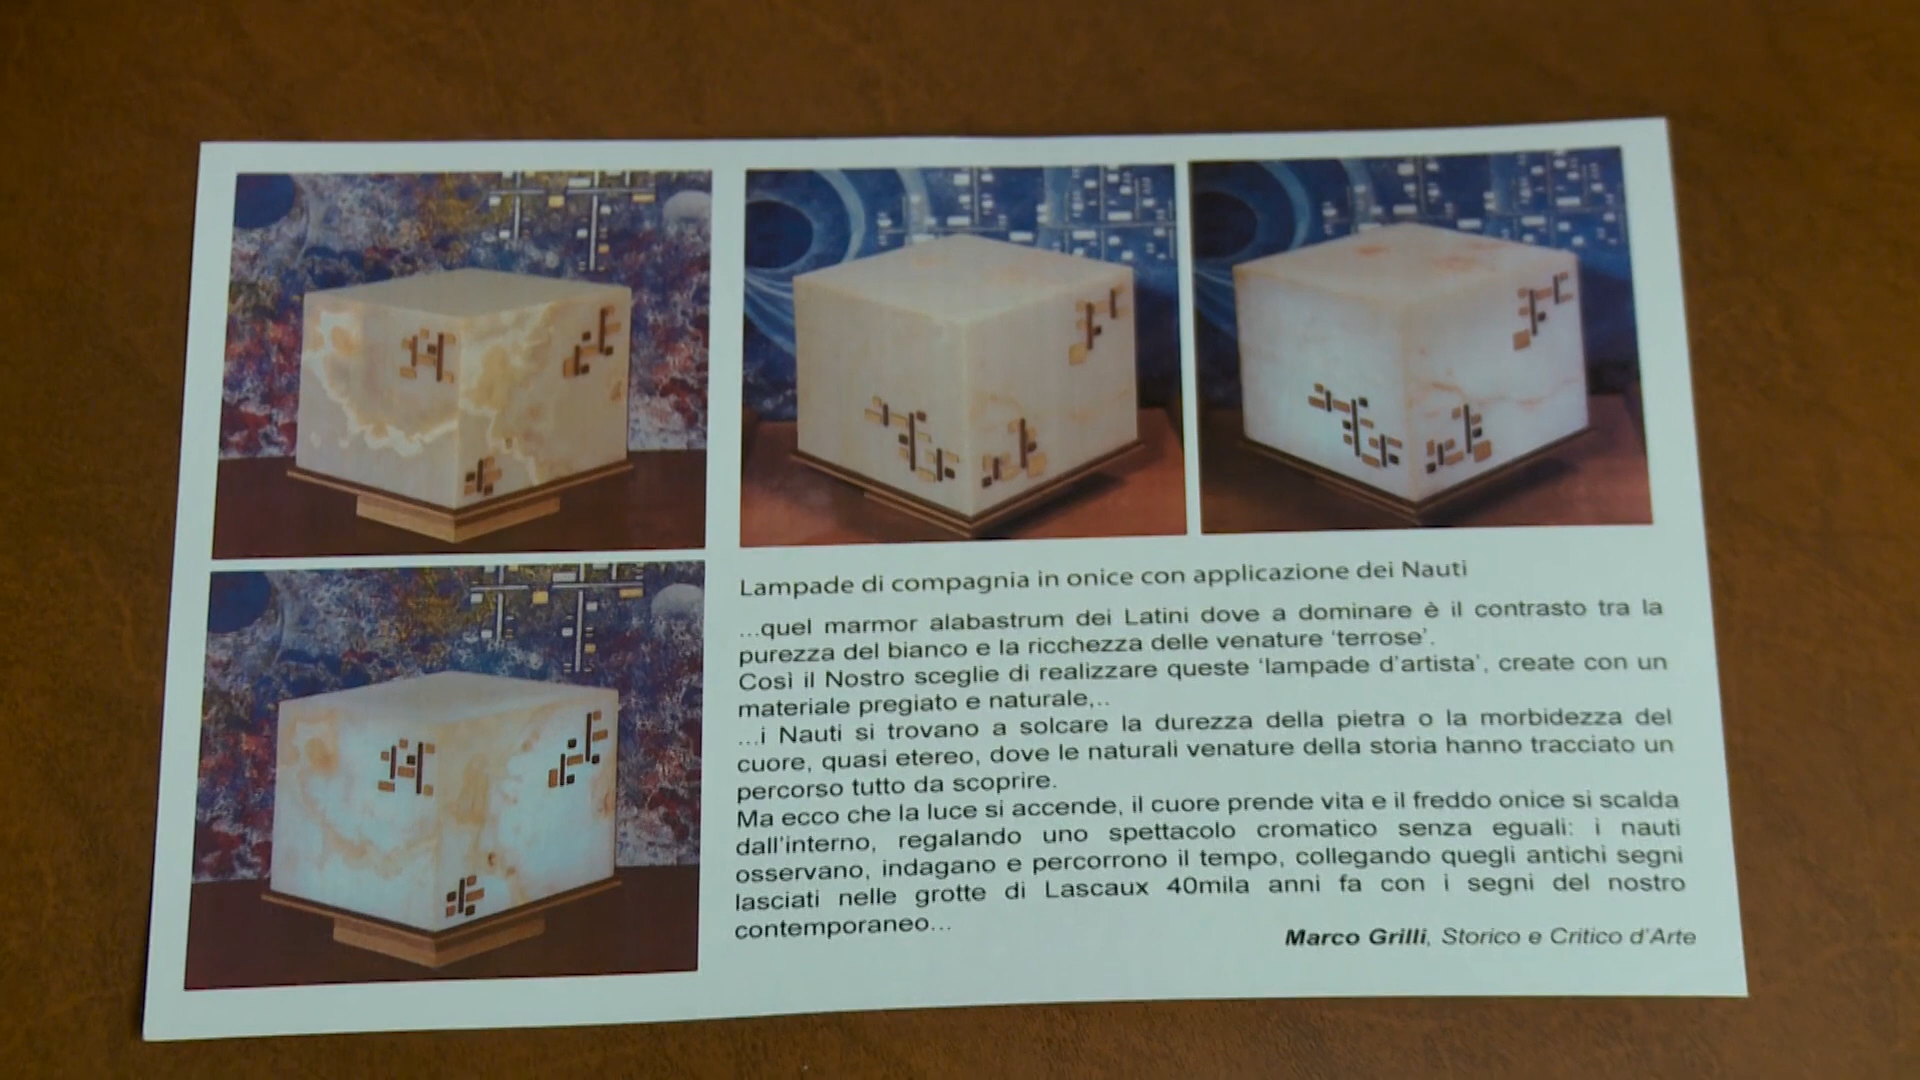 Lampade di compagnia in onice con applicazione dei Nauti
...quel marmor alabastrum dei Latini dove a dominare è il contrasto tra la
purezza del bianco e la ricchezza delle venature 'terrose'.
Così il Nostro sceglie di realizzare queste 'lampade d'artista', create con un
materiale pregiato e naturale,..
...i Nauti si trovano a solcare la durezza della pietra o la morbidezza del
cuore, quasi etereo, dove le naturali venature della storia hanno tracciato un
percorso tutto da scoprire.
Ma ecco che la luce si accende, il cuore prende vita e il freddo onice si scalda
dall'interno, regalando uno spettacolo cromatico senza eguali: i nauti
osservano, indagano e percorrono il tempo, collegando quegli antichi segni
lasciati nelle grotte di Lascaux 40mila anni fa con i segni del nostro
contemporaneo...
Marco Grilli, Storico e Critico d'Arte